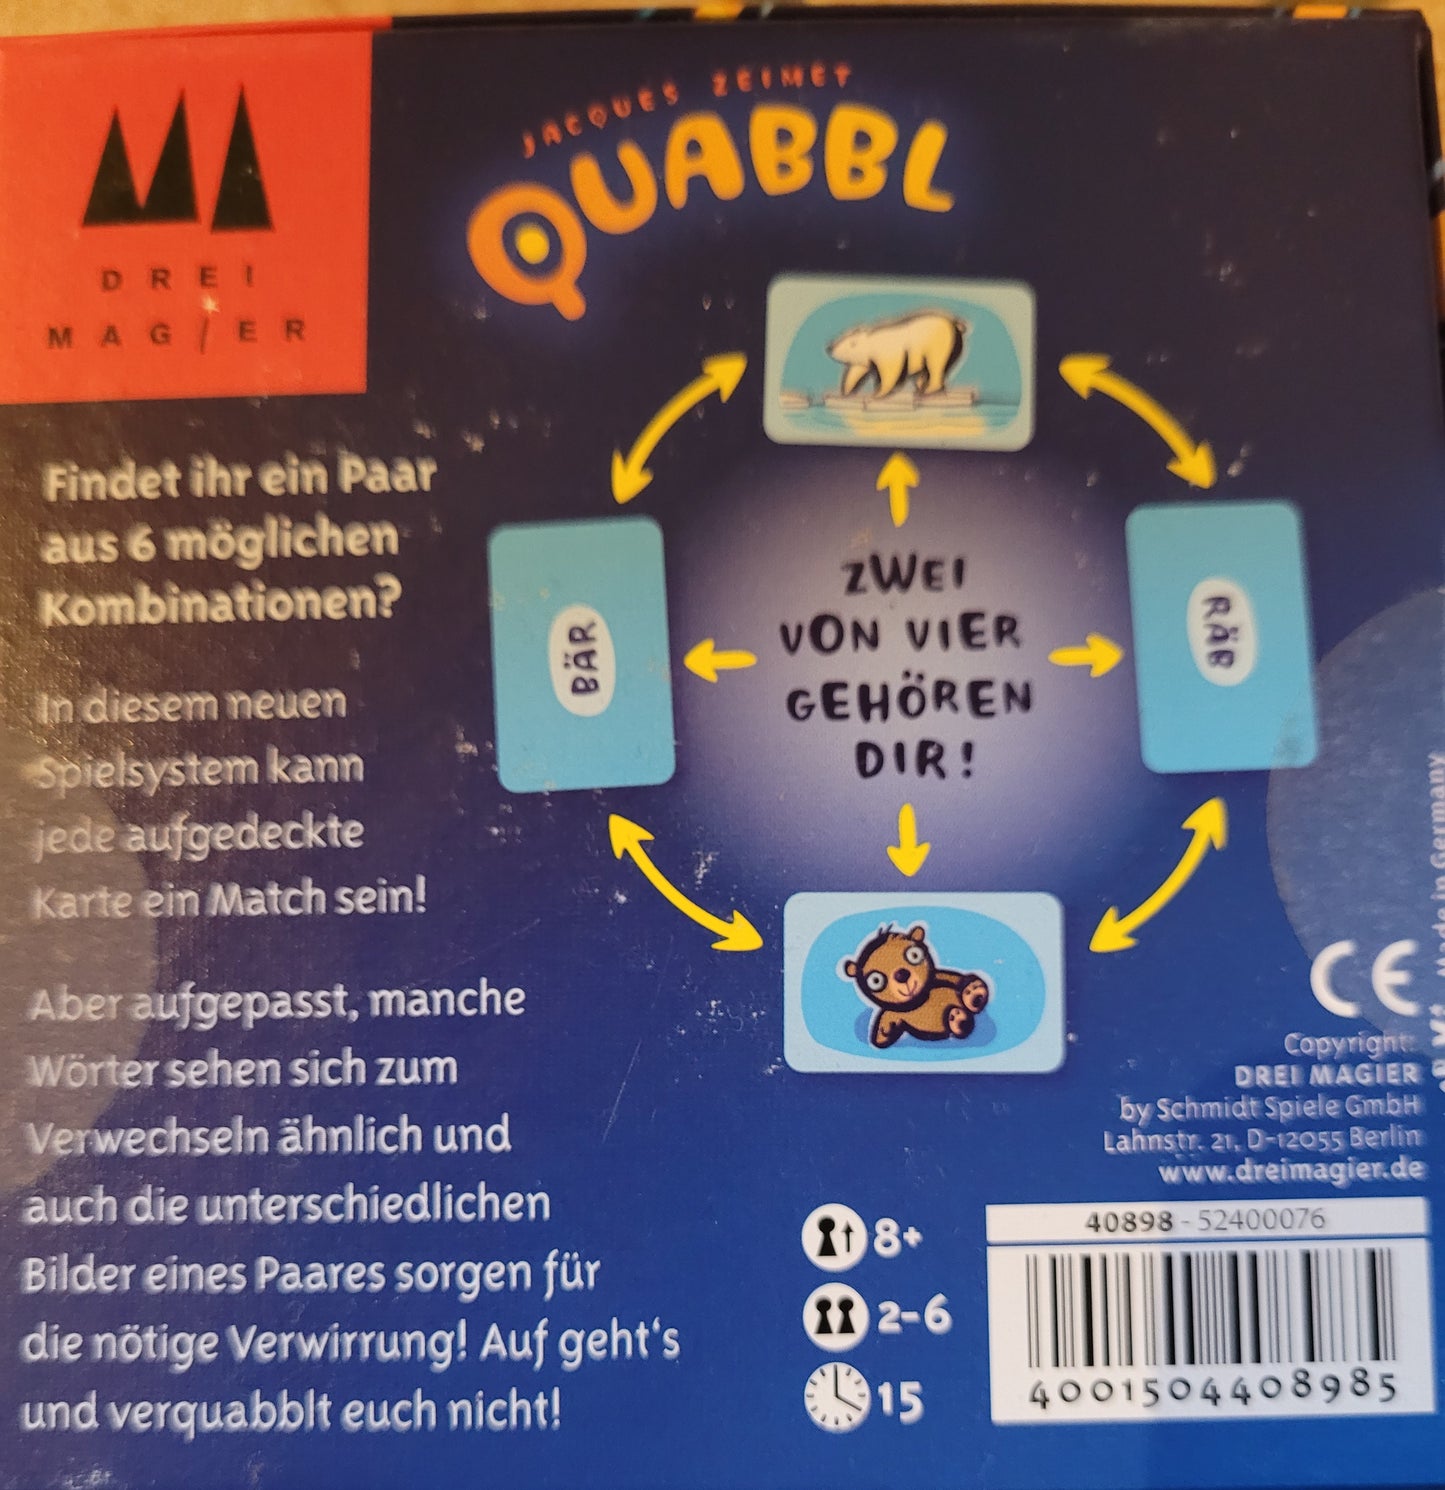 DREI
MAGIER
JACQUES ZEIMET
QUABBL
Findet ihr ein Paar
aus 6 möglichen
Kombinationen?
In diesem neuen
Spielsystem kann
jede aufgedeckte
Karte ein Match sein!
Aber aufgepasst, manche
Wörter sehen sich zum
Verwechseln ähnlich und
auch die unterschiedlichen
Bilder eines Paares sorgen für
die nötige Verwirrung! Auf geht's
und verquabblt euch nicht!
BÄR
ZWEI
VON VIER
GEHÖREN
DIR!
RÄB
8+
2-6
15
Made in Germany
CE
Copyright:
DREI MAGIER
by Schmidt Spiele GmbH
Lahnstr. 21, D-12055 Berlin
www.dreimagier.de
40898 - 52400076
4001504408985